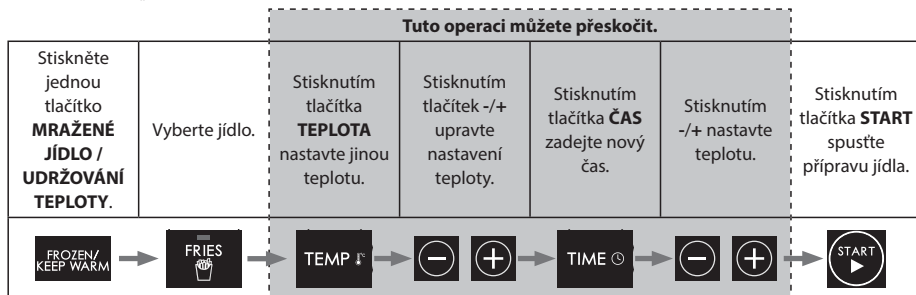 Tuto operaci můžete přeskočit.
Stiskněte
jednou
tlačítko
MRAŽENÉ
JÍDLO /
UDRŽOVÁNÍ
TEPLOTY.
Vyberte jídlo.
Stisknutím
tlačítka
TEPLOTA
nastavte jinou
teplotu.
Stisknutím
tlačítek -/+
upravte
nastavení
teploty.
Stisknutím
tlačítka ČAS
zadejte nový
čas.
Stisknutím
-/+ nastavte
teplotu.
Stisknutím
tlačítka START
spusťte
přípravu jídla.
FROZEN/
KEEP WARM
FRIES
TEMP
- +
TIME
- +
START